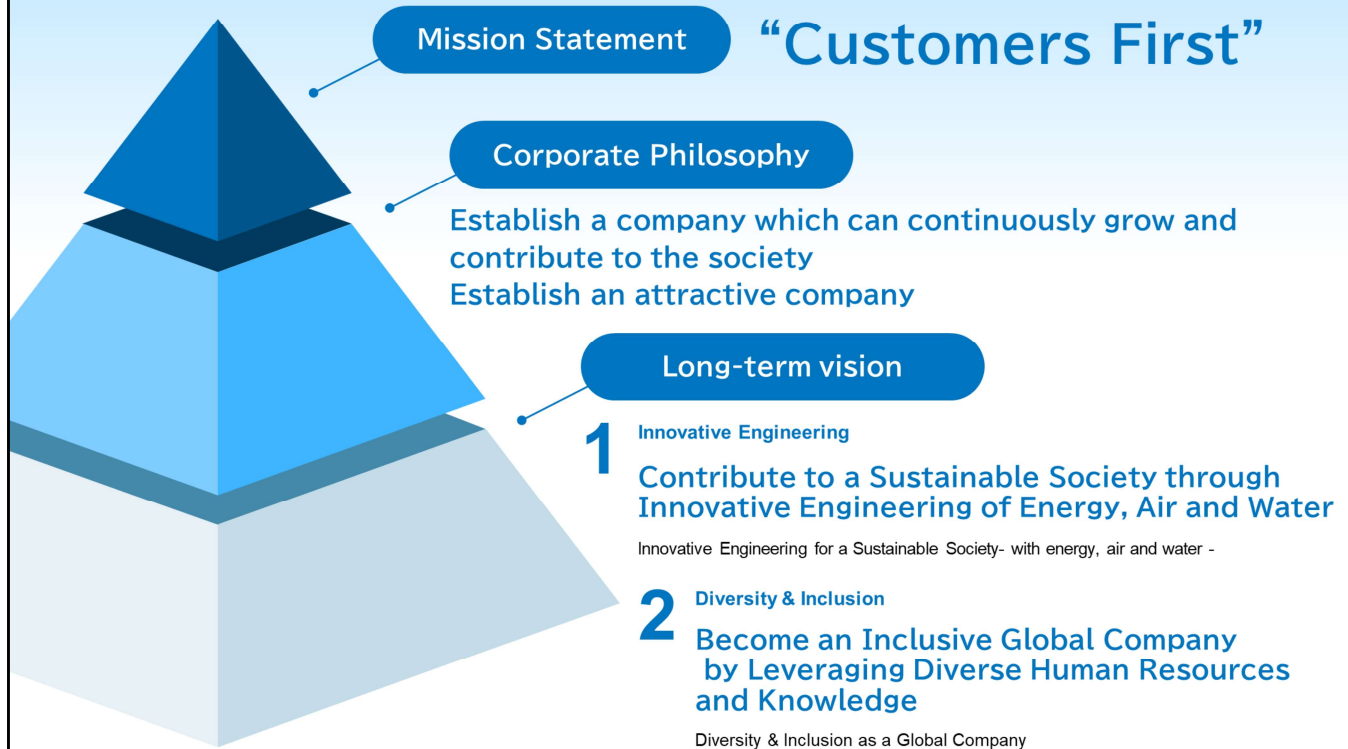 Mission Statement
“Customers First”
Corporate Philosophy
Establish a company which can continuously grow and
contribute to the society
Establish an attractive company
Long-term vision
1
Innovative Engineering
Contribute to a Sustainable Society through
Innovative Engineering of Energy, Air and Water
Innovative Engineering for a Sustainable Society- with energy, air and water -
2
Diversity & Inclusion
Become an Inclusive Global Company
by Leveraging Diverse Human Resources
and Knowledge
Diversity & Inclusion as a Global Company